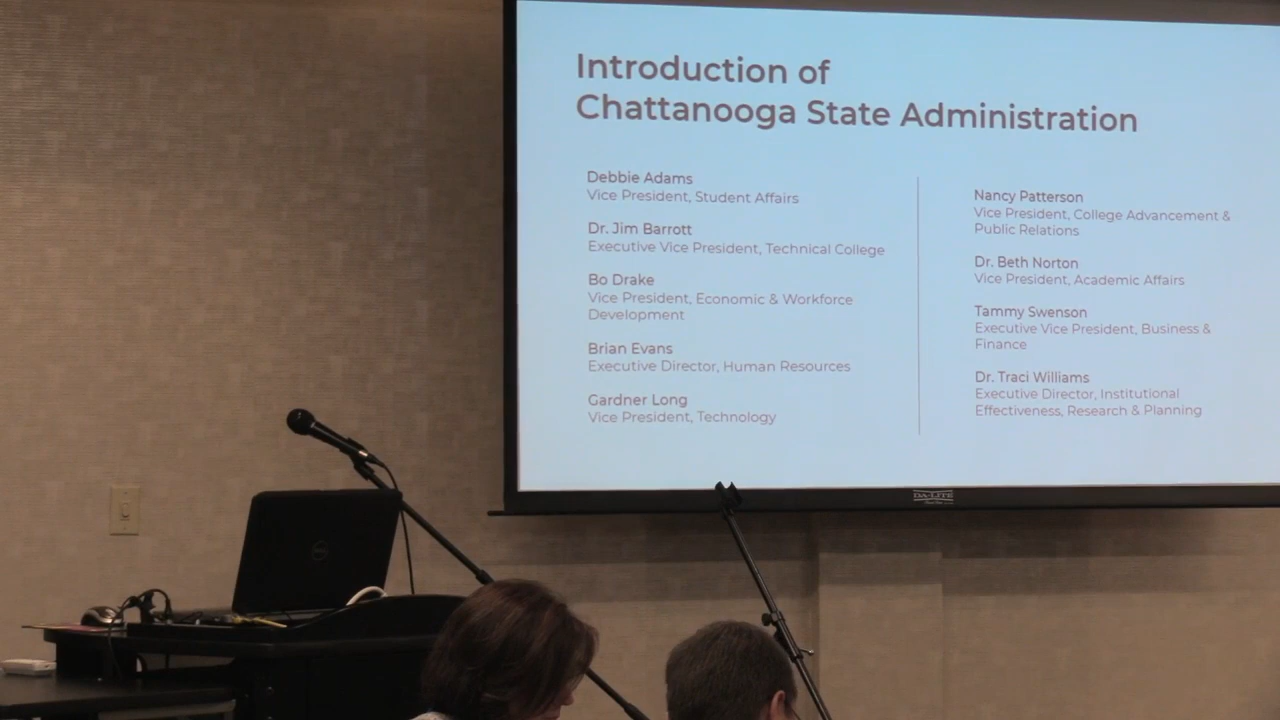 Introduction of
Chattanooga State Administration
Debbie Adams
Vice President, Student Affairs
Dr. Jim Barrott
Executive Vice President, Technical College
Bo Drake
Vice President, Economic & Workforce
Development
Brian Evans
Executive Director, Human Resources
Gardner Long
Vice President, Technology
Nancy Patterson
Vice President, College Advancement &
Public Relations
Dr. Beth Norton
Vice President, Academic Affairs
Tammy Swenson
Executive Vice President, Business &
Finance
Dr. Traci Williams
Executive Director, Institutional
Effectiveness, Research & Planning
DA-LITE